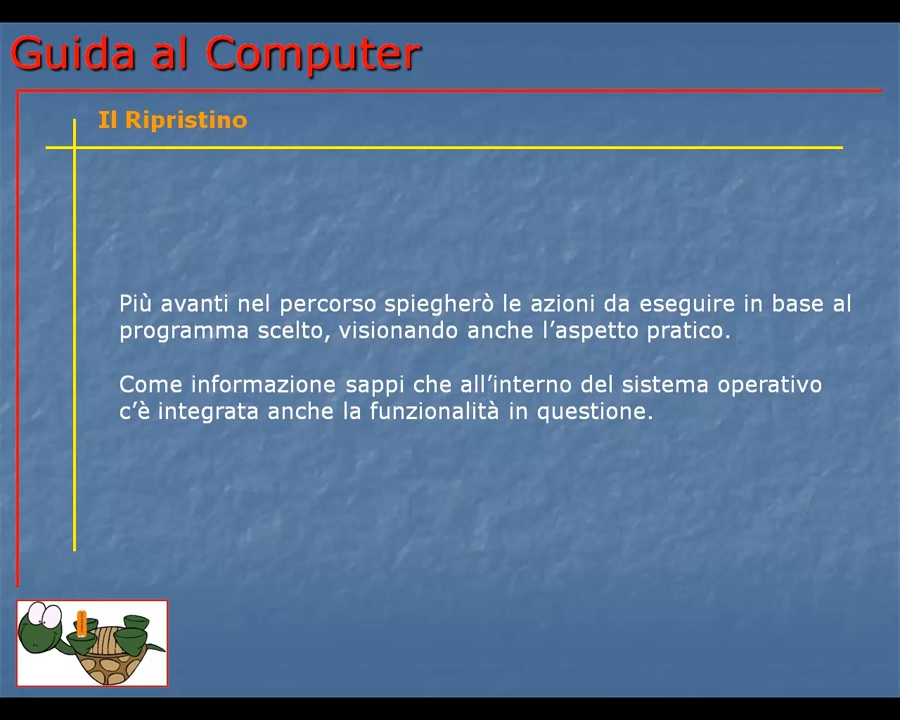 Guida al Computer
Il Ripristino
Più avanti nel percorso spiegherò le azioni da eseguire in base al
programma scelto, visionando anche l’aspetto pratico.
Come informazione sappi che all’interno del sistema operativo
c’è integrata anche la funzionalità in questione.